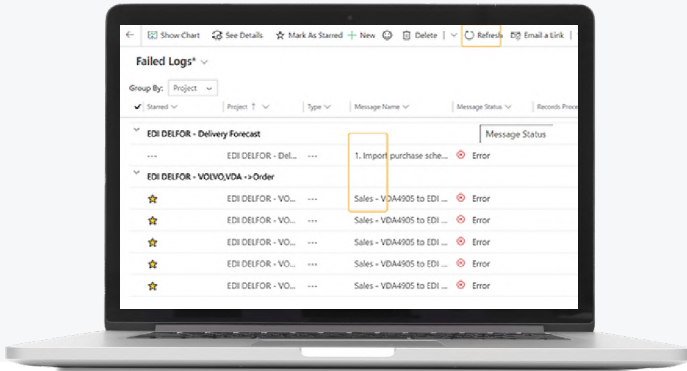 Show Chart See Details Mark As Starred New Delete Refresh Email a Link
Failed Logs*
Group By: Project
Starred Project Type Message Name Message Status Records Proce
EDI DELFOR - Delivery Forecast
Message Status
--- EDI DELFOR - Del... --- 1. Import purchase sche... Error
EDI DELFOR - VOLVO,VDA ->Order
EDI DELFOR - VO... --- Sales - VDA4905 to EDI ... Error
EDI DELFOR - VO... --- Sales - VDA4905 to EDI ... Error
EDI DELFOR - VO... --- Sales - VDA4905 to EDI ... Error
EDI DELFOR - VO... --- Sales - VDA4905 to EDI ... Error
EDI DELFOR - VO... --- Sales - VDA4905 to EDI ... Error